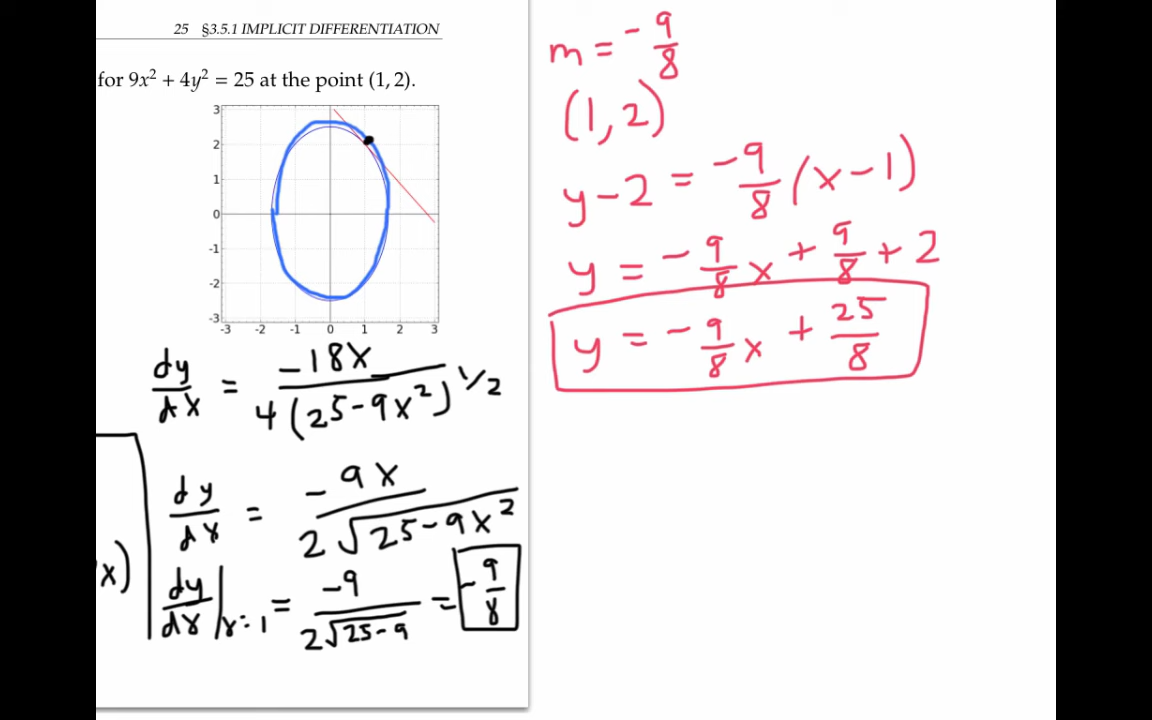 25 §3.5.1 IMPLICIT DIFFERENTIATION
for 9x² + 4y² = 25 at the point (1, 2).
3
2
1
0
-1
-2
-3
-3 -2 -1 0 1 2 3
dy/dx = -18x / 4(25-9x²)^1/2
dy/dx = -9x / 2√25-9x²
x)
dy/dx|x=1 = -9 / 2√25-9 = -9/8
m = -9/8
(1,2)
y-2 = -9/8(x-1)
y = -9/8x + 9/8 + 2
y = -9/8x + 25/8